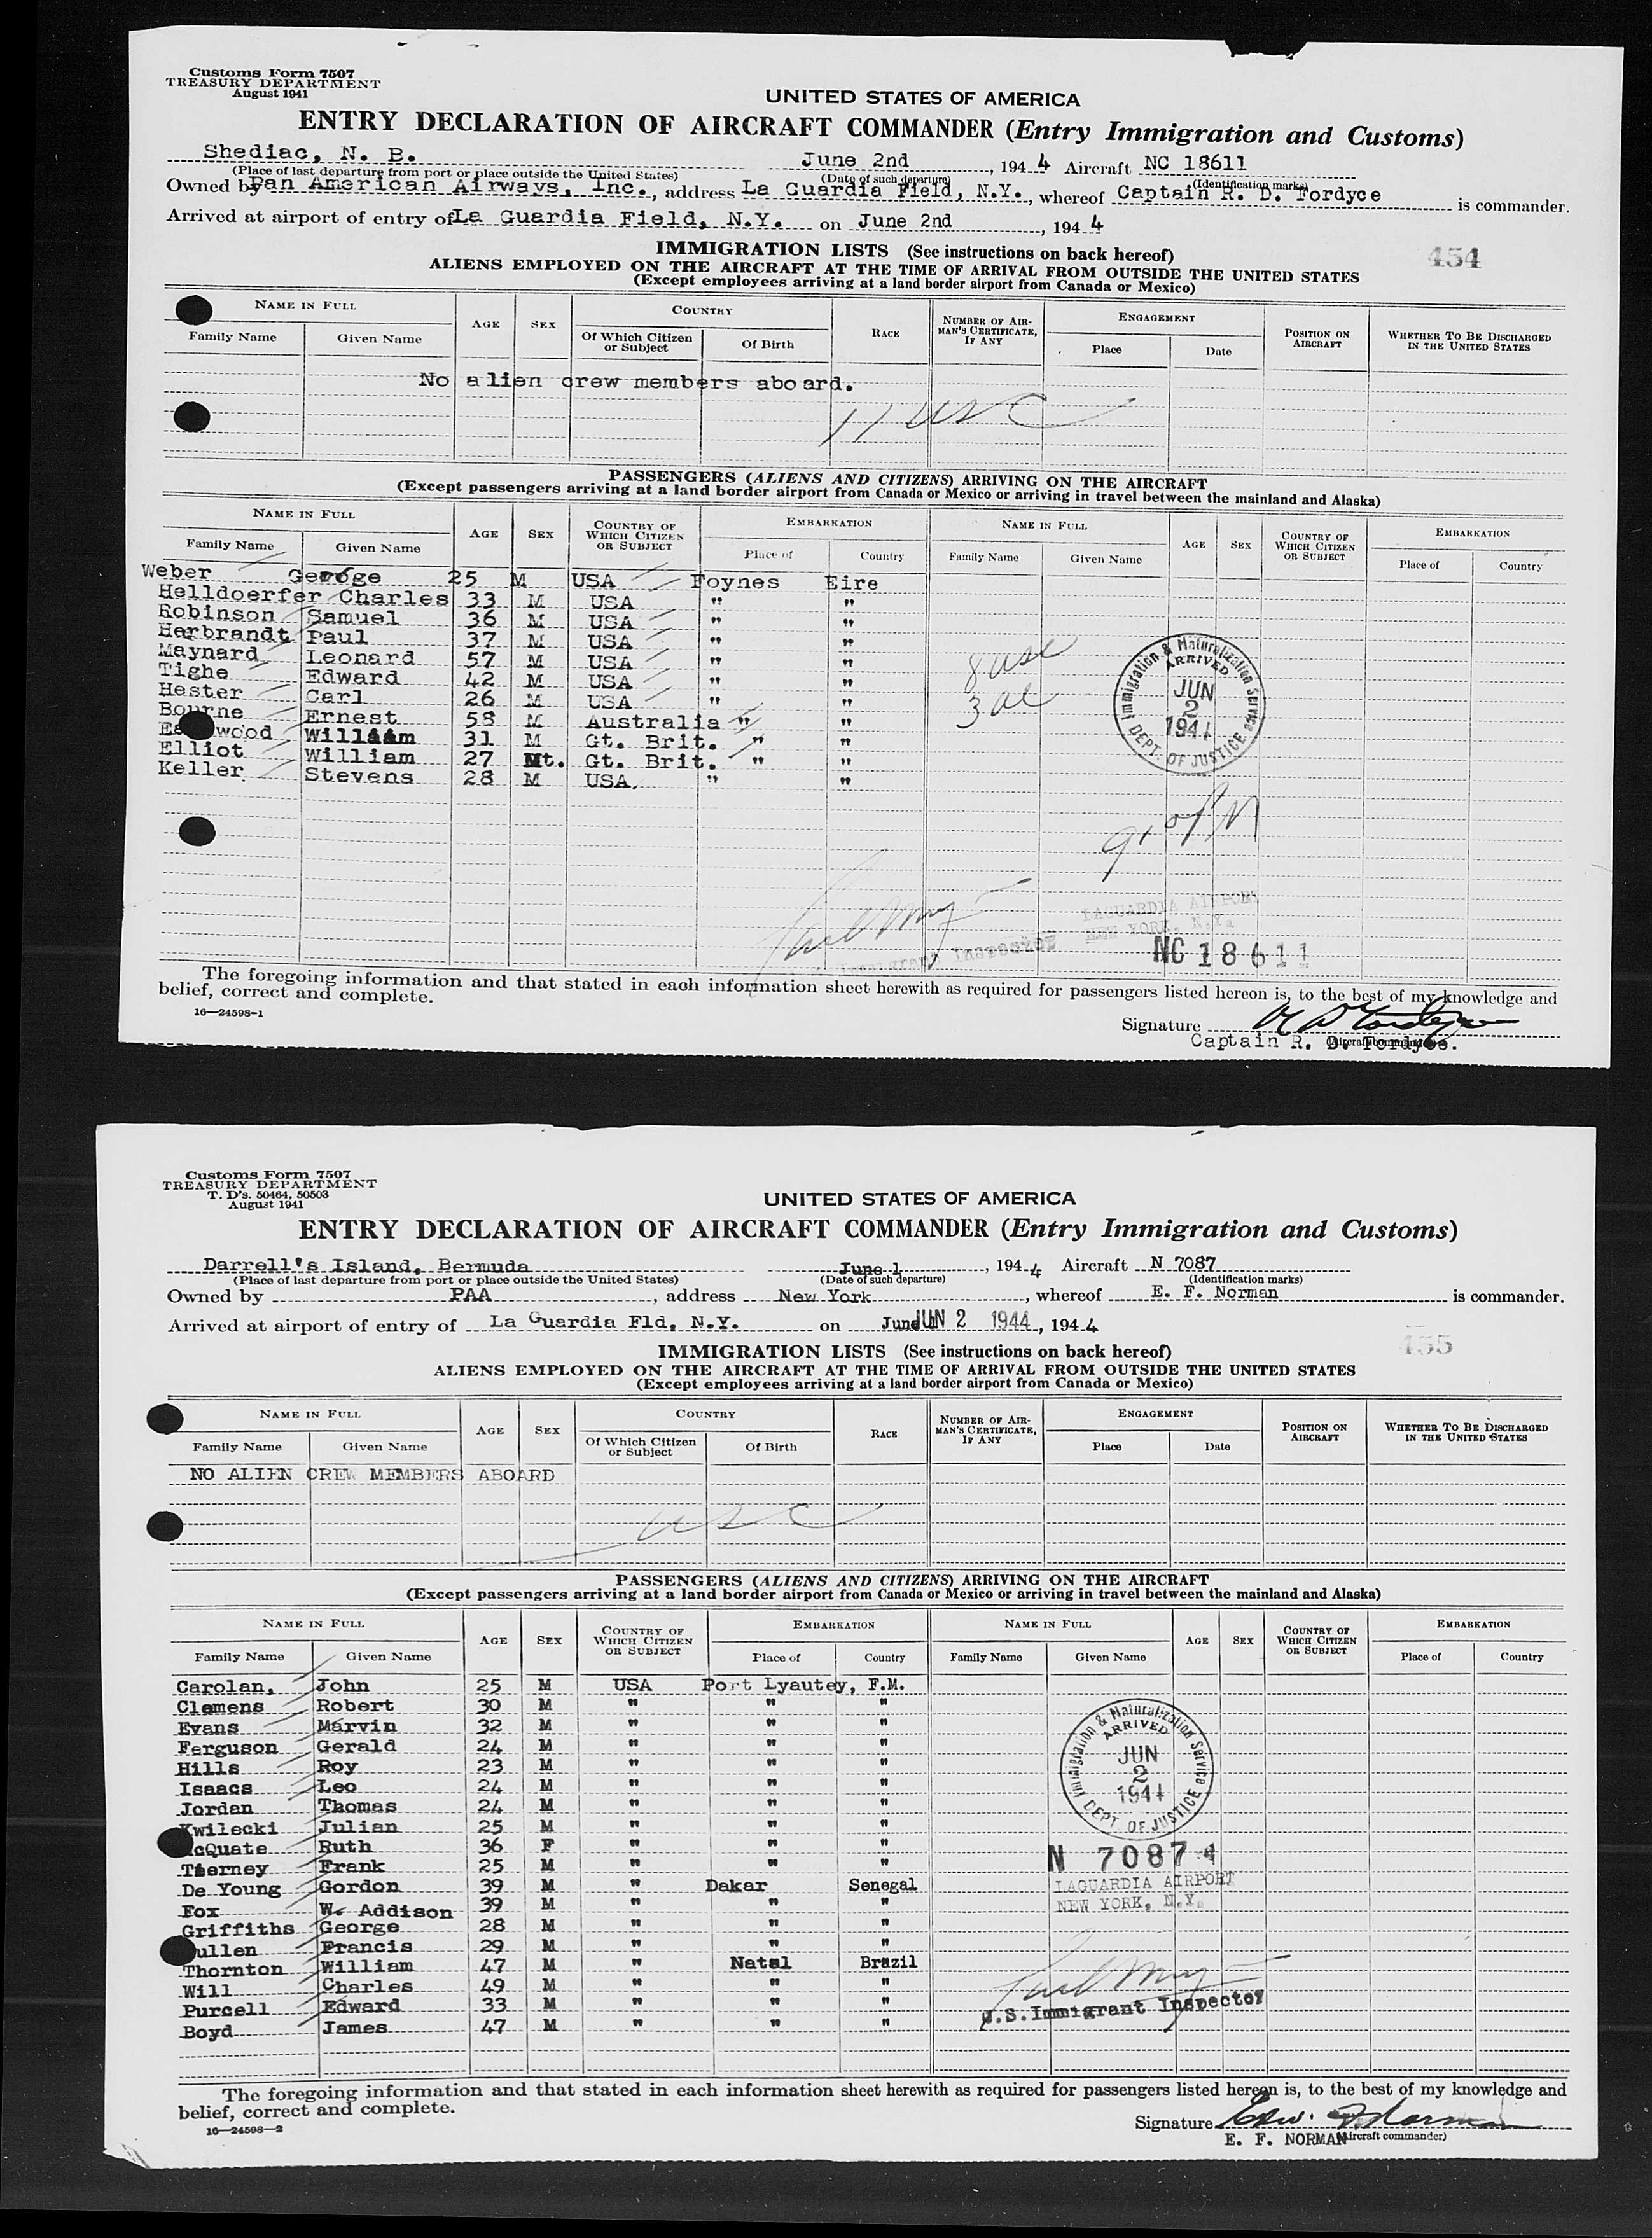 Customs Form 7507
TREASURY DEPARTMENT
August 1941
UNITED STATES OF AMERICA
ENTRY DECLARATION OF AIRCRAFT COMMANDER (Entry Immigration and Customs)
Shediac, N. B. June 2nd, 194 4 Aircraft NC 18611
(Place of last departure from port or place outside the United States) (Date of such departure) (Identification marks)
Owned by Pan American Airways, Inc., address La Guardia Field, N.Y., whereof Captain R. D. Fordyce is commander.
Arrived at airport of entry of La Guardia Field, N.Y. on June 2nd, 194 4
IMMIGRATION LISTS (See instructions on back hereof)
454
ALIENS EMPLOYED ON THE AIRCRAFT AT THE TIME OF ARRIVAL FROM OUTSIDE THE UNITED STATES
(Except employees arriving at a land border airport from Canada or Mexico)
NAME IN FULL AGE SEX COUNTRY RACE NUMBER OF AIRMAN'S CERTIFICATE, IF ANY ENGAGEMENT POSITION ON AIRCRAFT WHETHER TO BE DISCHARGED IN THE UNITED STATES
Family Name Given Name Of Which Citizen or Subject Of Birth Place Date
No alien crew members aboard.
11 USC
PASSENGERS (ALIENS AND CITIZENS) ARRIVING ON THE AIRCRAFT
(Except passengers arriving at a land border airport from Canada or Mexico or arriving in travel between the mainland and Alaska)
NAME IN FULL AGE SEX COUNTRY OF WHICH CITIZEN OR SUBJECT EMBARKATION NAME IN FULL AGE SEX COUNTRY OF WHICH CITIZEN OR SUBJECT EMBARKATION
Family Name Given Name Place of Country Family Name Given Name Place of Country
Weber George 25 M USA Foynes Eire
Helldoerfer Charles 33 M USA " "
Robinson Samuel 36 M USA " "
Herbrandt Paul 37 M USA " "
Maynard Leonard 57 M USA " "
Tighe Edward 42 M USA " "
Hester Carl 26 M USA " "
Bourne Ernest 58 M Australia " "
wood William 31 M Gt. Brit. " "
Elliot William 27 Mt. Gt. Brit. " "
Keller Stevens 28 M USA " "
8 usc
3 al
Immigration & Naturalization Service
ARRIVED
JUN
2
1944
DEPT. OF JUSTICE
LAGUARDIA AIRPORT
NEW YORK, N.Y.
Immigrant Inspector
NC 18611
The foregoing information and that stated in each information sheet herewith as required for passengers listed hereon is, to the best of my knowledge and
belief, correct and complete.
16—24598-1
Signature R D Fordyce
(Aircraft commander)
Captain R. D. Fordyce.
Customs Form 7507
TREASURY DEPARTMENT
T. D's. 50464, 50503
August 1941
UNITED STATES OF AMERICA
ENTRY DECLARATION OF AIRCRAFT COMMANDER (Entry Immigration and Customs)
Darrell's Island, Bermuda June 1, 194 4 Aircraft N 7087
(Place of last departure from port or place outside the United States) (Date of such departure) (Identification marks)
Owned by PAA, address New York, whereof E. F. Norman is commander.
Arrived at airport of entry of La Guardia Fld, N.Y. on June JUN 2 1944, 194 4
IMMIGRATION LISTS (See instructions on back hereof)
455
ALIENS EMPLOYED ON THE AIRCRAFT AT THE TIME OF ARRIVAL FROM OUTSIDE THE UNITED STATES
(Except employees arriving at a land border airport from Canada or Mexico)
NAME IN FULL AGE SEX COUNTRY RACE NUMBER OF AIRMAN'S CERTIFICATE, IF ANY ENGAGEMENT POSITION ON AIRCRAFT WHETHER TO BE DISCHARGED IN THE UNITED STATES
Family Name Given Name Of Which Citizen or Subject Of Birth Place Date
NO ALIEN CREW MEMBERS ABOARD
usc
PASSENGERS (ALIENS AND CITIZENS) ARRIVING ON THE AIRCRAFT
(Except passengers arriving at a land border airport from Canada or Mexico or arriving in travel between the mainland and Alaska)
NAME IN FULL AGE SEX COUNTRY OF WHICH CITIZEN OR SUBJECT EMBARKATION NAME IN FULL AGE SEX COUNTRY OF WHICH CITIZEN OR SUBJECT EMBARKATION
Family Name Given Name Place of Country Family Name Given Name Place of Country
Carolan, John 25 M USA Port Lyautey, F.M.
Clemens Robert 30 M " " "
Evans Marvin 32 M " " "
Ferguson Gerald 24 M " " "
Hills Roy 23 M " " "
Isaacs Leo 24 M " " "
Jordan Thomas 24 M " " "
Kwilecki Julian 25 M " " "
cQuate Ruth 36 F " " "
Tierney Frank 25 M " " "
De Young Gordon 39 M " Dakar Senegal
Fox W. Addison 39 M " " "
Griffiths George 28 M " " "
ullen Francis 29 M " " "
Thornton William 47 M " Natal Brazil
Will Charles 49 M " " "
Purcell Edward 33 M " " "
Boyd James 47 M " " "
Immigration & Naturalization Service
ARRIVED
JUN
2
1944
DEPT. OF JUSTICE
N 7087 4
LAGUARDIA AIRPORT
NEW YORK, N.Y.
U.S. Immigrant Inspector
The foregoing information and that stated in each information sheet herewith as required for passengers listed hereon is, to the best of my knowledge and
belief, correct and complete.
16—24598-2
Signature Edw. F Norman
E. F. NORMAN (Aircraft commander)